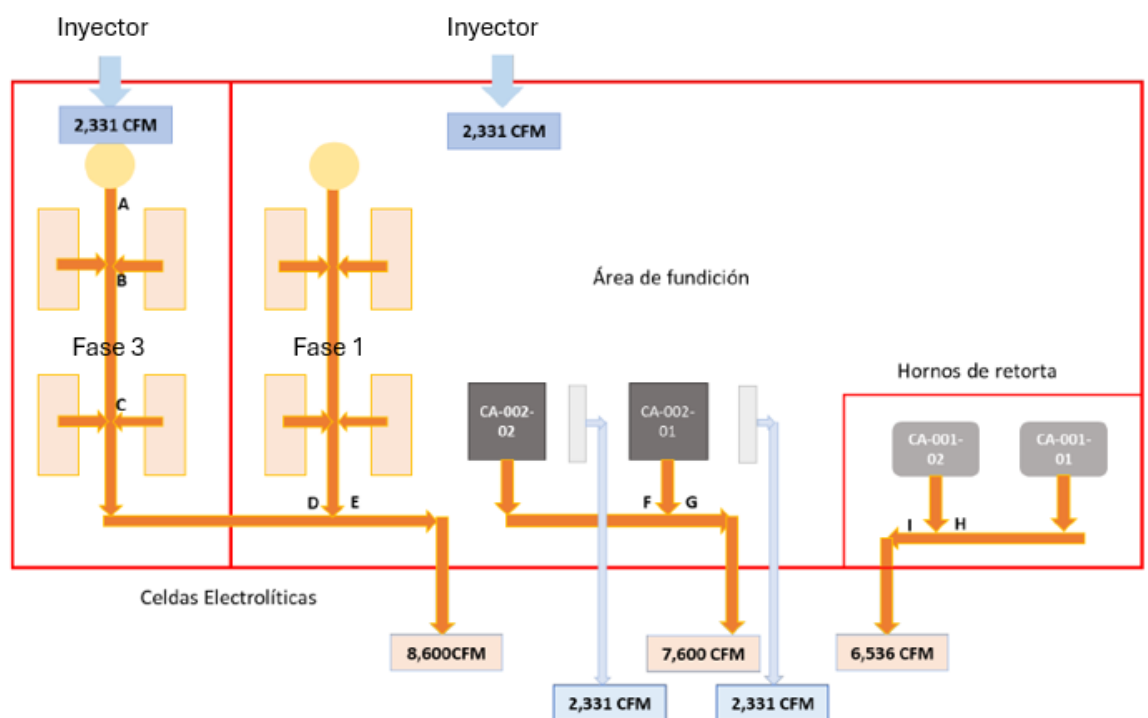 Inyector
Inyector
2,331 CFM
2,331 CFM
A
B
Área de fundición
Fase 3
Fase 1
Hornos de retorta
C
CA-002-
02
CA-002-
01
CA-001-
02
CA-001-
01
D
E
F
G
I
H
Celdas Electrolíticas
8,600CFM
7,600 CFM
6,536 CFM
2,331 CFM
2,331 CFM